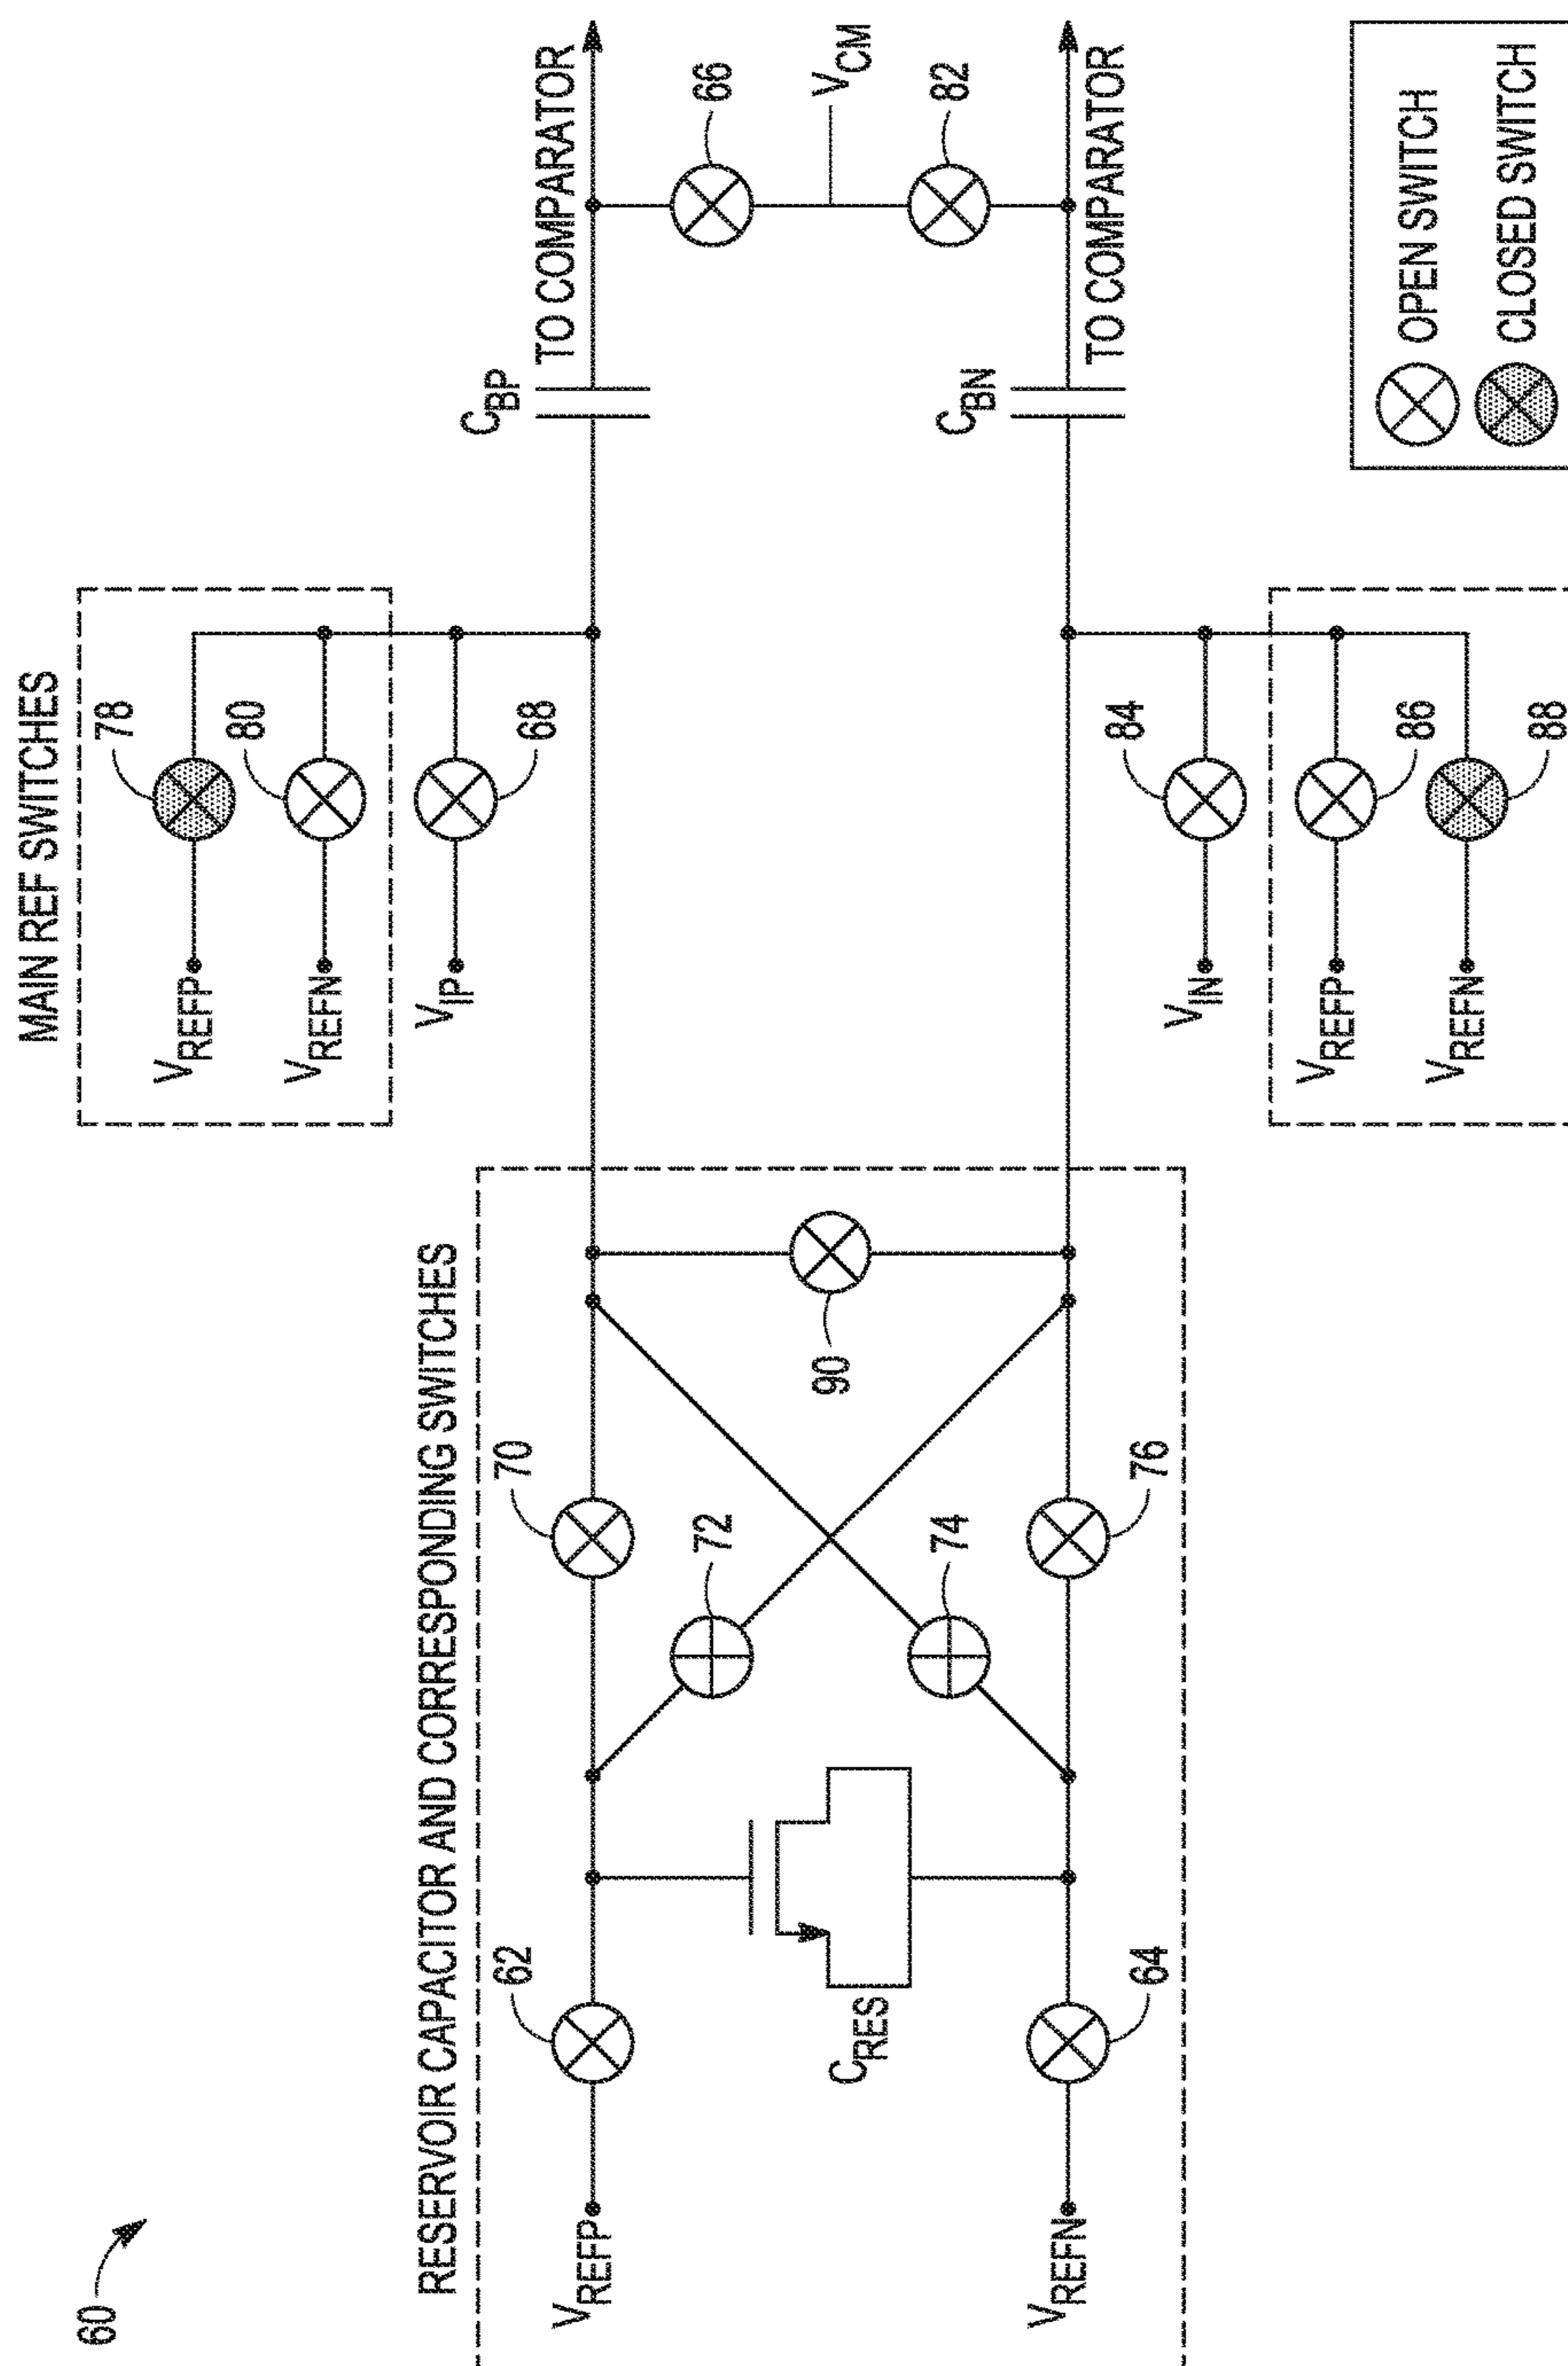 60
RESERVOIR CAPACITOR AND CORRESPONDING SWITCHES
VREFP
62
CRES
VREFN
64
70
72
74
76
90
MAIN REF SWITCHES
VREFP
78
VREFN
80
VIP
68
VIN
84
VREFP
86
VREFN
88
CBP
TO COMPARATOR
66
VCM
82
CBN
TO COMPARATOR
OPEN SWITCH
CLOSED SWITCH